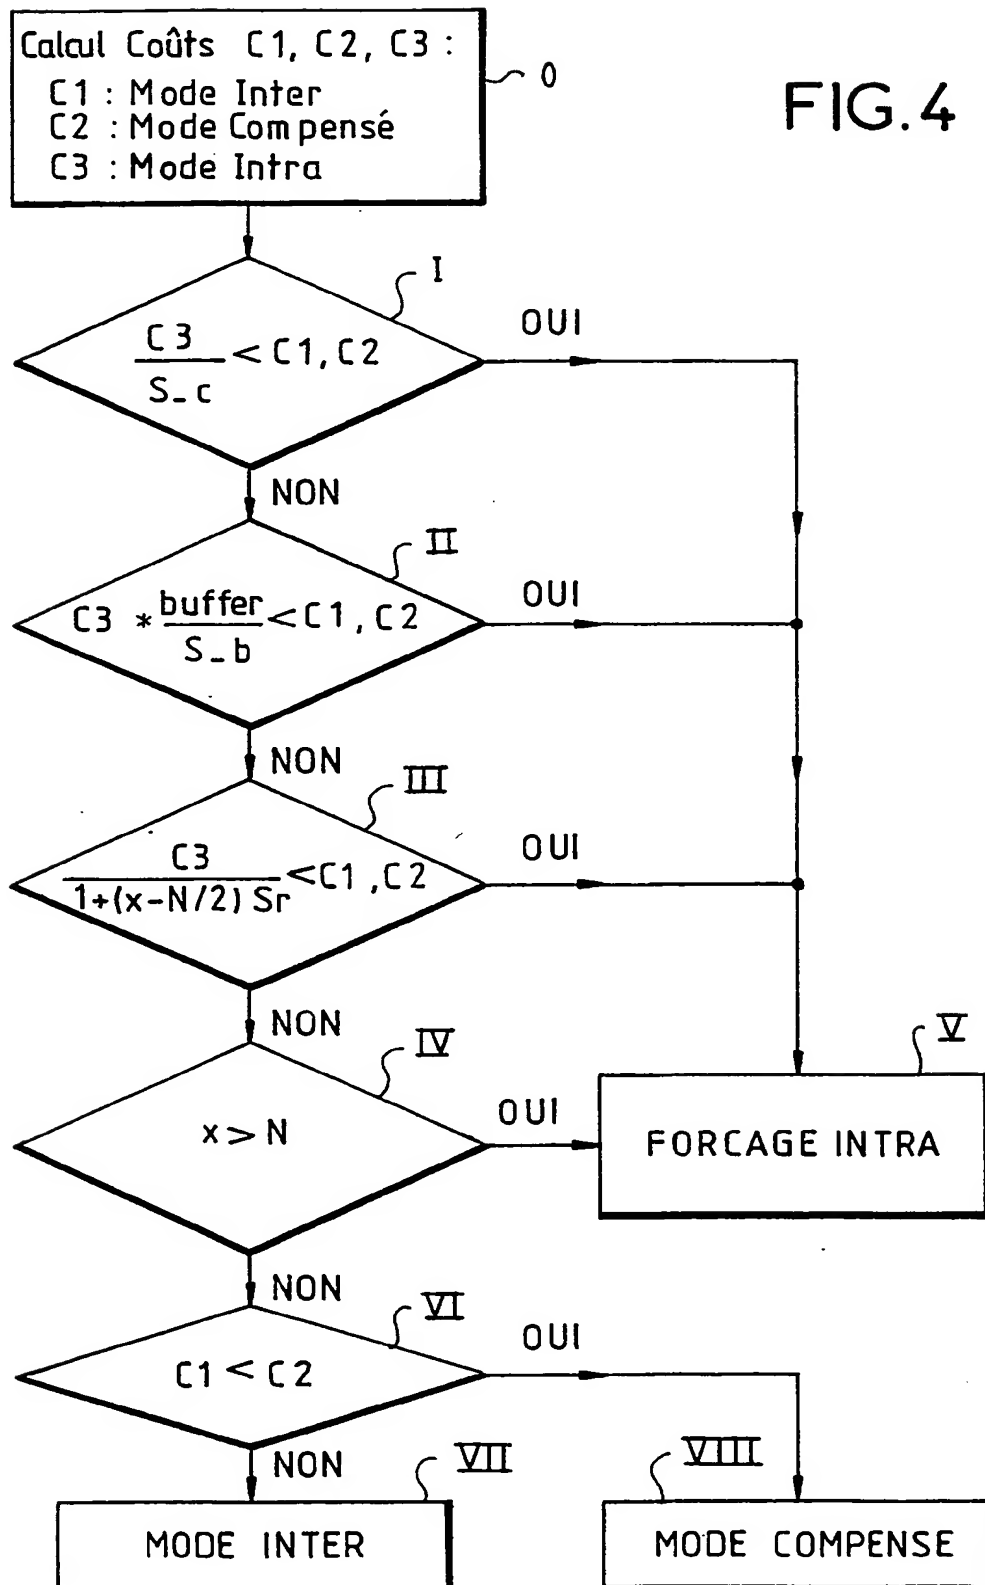 Calcul Coûts C1, C2, C3 :
C1 : Mode Inter
C2 : Mode Compensé
C3 : Mode Intra
0
FIG. 4
I
C3
S_c
< C1, C2
OUI
NON
II
C3 * buffer
S_b
< C1, C2
OUI
NON
III
C3
1+(x-N/2) Sr
< C1, C2
OUI
NON
IV
x > N
OUI
V
FORCAGE INTRA
NON
VI
C1 < C2
OUI
NON
VII
MODE INTER
VIII
MODE COMPENSE